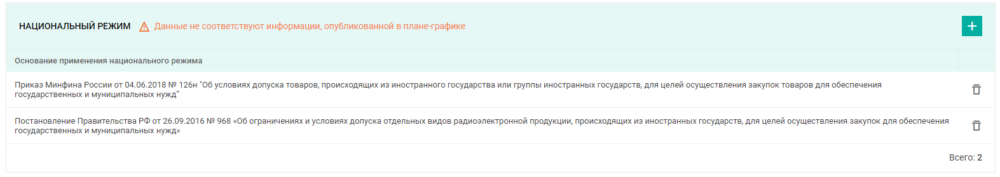 НАЦИОНАЛЬНЫЙ РЕЖИМ Данные не соответствуют информации, опубликованной в плане-графике
Основание применения национального режима
Приказ Минфина России от 04.06.2018 № 126н "Об условиях допуска товаров, происходящих из иностранного государства или группы иностранных государств, для целей осуществления закупок товаров для обеспечения
государственных и муниципальных нужд"
Постановление Правительства РФ от 26.09.2016 № 968 «Об ограничениях и условиях допуска отдельных видов радиоэлектронной продукции, происходящих из иностранных государств, для целей осуществления закупок для обеспечения
государственных и муниципальных нужд»
Всего: 2